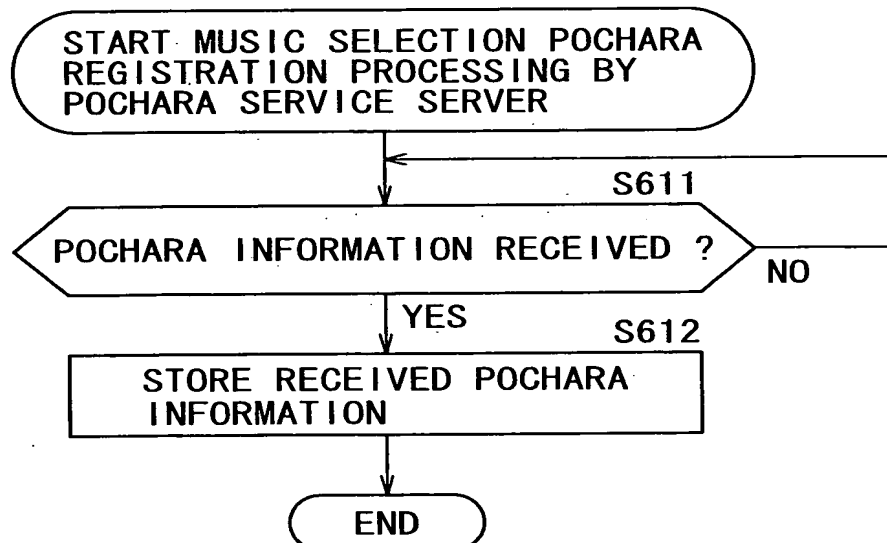 START MUSIC SELECTION POCHARA
REGISTRATION PROCESSING BY
POCHARA SERVICE SERVER
S611
POCHARA INFORMATION RECEIVED ?
NO
YES
S612
STORE RECEIVED POCHARA
INFORMATION
END